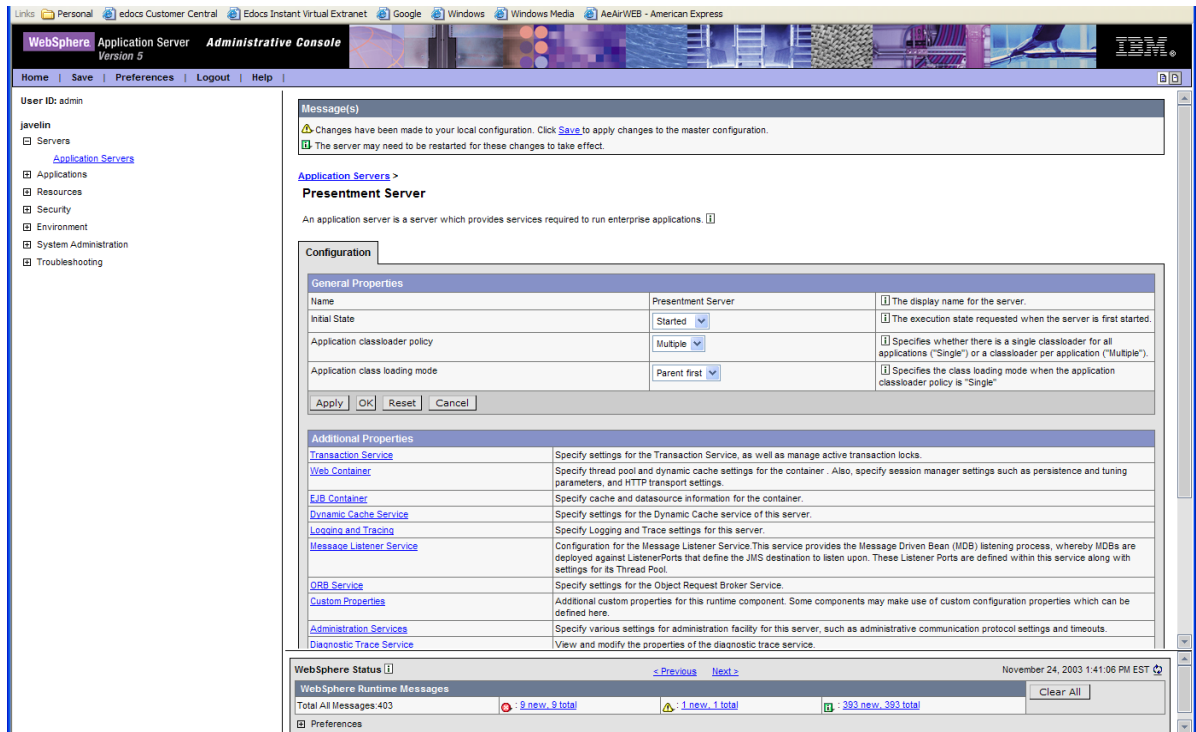 Links Personal edocs Customer Central Edocs Instant Virtual Extranet Google Windows Windows Media AeAirWEB - American Express
WebSphere Application Server Administrative Console
Version 5
IBM
Home | Save | Preferences | Logout | Help |
User ID: admin
javelin
Servers
Application Servers
Applications
Resources
Security
Environment
System Administration
Troubleshooting
Message(s)
Changes have been made to your local configuration. Click Save to apply changes to the master configuration.
The server may need to be restarted for these changes to take effect.
Application Servers >
Presentment Server
An application server is a server which provides services required to run enterprise applications.
Configuration
General Properties
Name Presentment Server The display name for the server.
Initial State Started The execution state requested when the server is first started.
Application classloader policy Multiple Specifies whether there is a single classloader for all
applications ("Single") or a classloader per application ("Multiple").
Application class loading mode Parent first Specifies the class loading mode when the application
classloader policy is "Single"
Apply OK Reset Cancel
Additional Properties
Transaction Service Specify settings for the Transaction Service, as well as manage active transaction locks.
Web Container Specify thread pool and dynamic cache settings for the container . Also, specify session manager settings such as persistence and tuning
parameters, and HTTP transport settings.
EJB Container Specify cache and datasource information for the container.
Dynamic Cache Service Specify settings for the Dynamic Cache service of this server.
Logging and Tracing Specify Logging and Trace settings for this server.
Message Listener Service Configuration for the Message Listener Service.This service provides the Message Driven Bean (MDB) listening process, whereby MDBs are
deployed against ListenerPorts that define the JMS destination to listen upon. These Listener Ports are defined within this service along with
settings for its Thread Pool.
ORB Service Specify settings for the Object Request Broker Service.
Custom Properties Additional custom properties for this runtime component. Some components may make use of custom configuration properties which can be
defined here.
Administration Services Specify various settings for administration facility for this server, such as administrative communication protocol settings and timeouts.
Diagnostic Trace Service View and modify the properties of the diagnostic trace service.
WebSphere Status < Previous Next > November 24, 2003 1:41:06 PM EST
WebSphere Runtime Messages Clear All
Total All Messages:403 : 9 new, 9 total : 1 new, 1 total : 393 new, 393 total
Preferences